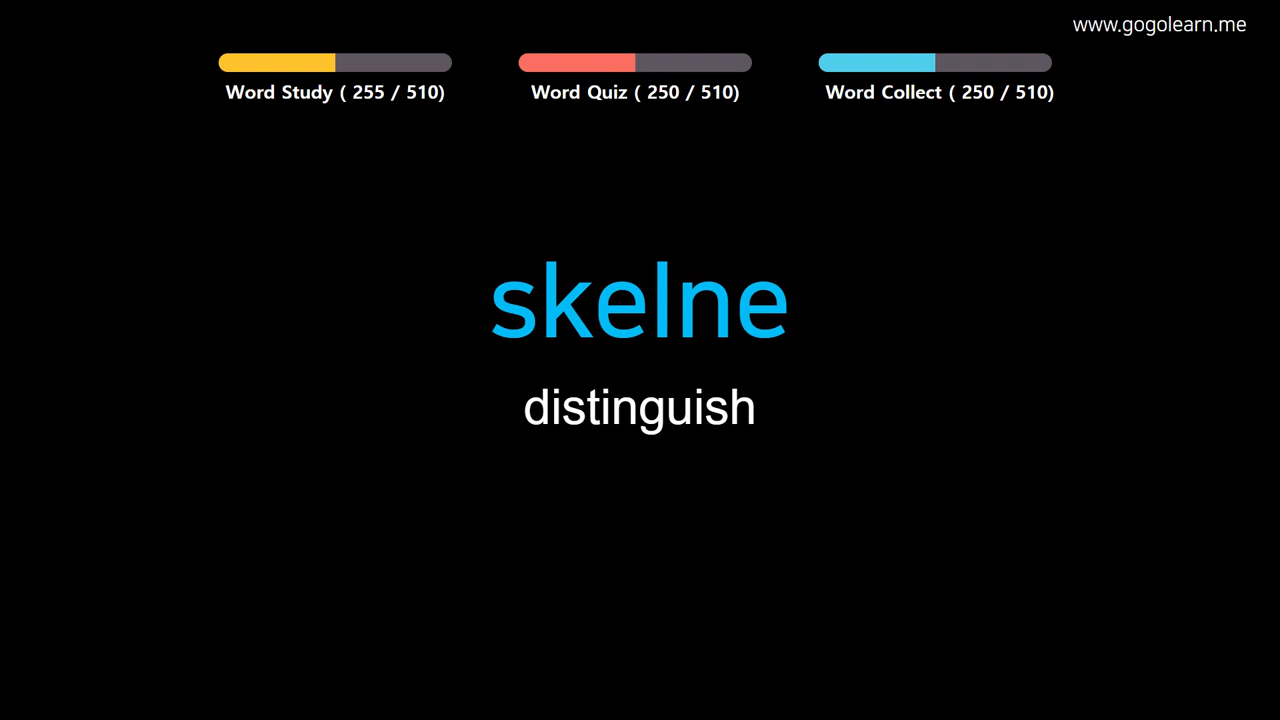 www.gogolearn.me
Word Study ( 255 / 510)
Word Quiz ( 250 / 510)
Word Collect ( 250 / 510)
skelne
distinguish